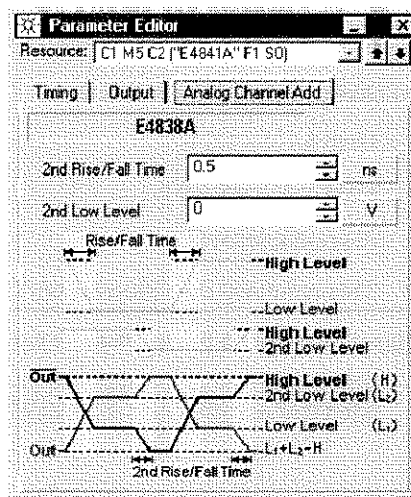 Parameter Editor
Resource: C1 M5 C2 ("E4841A" F1 S0)
Timing Output Analog Channel Add
E4838A
2nd Rise/Fall Time 0.5 ns
2nd Low Level 0 V
Rise/Fall Time
High Level
Low Level
High Level
2nd Low Level
Out High Level (H)
2nd Low Level (L₂)
Low Level (L₁)
Out L₁+L₂-H
2nd Rise/Fall Time